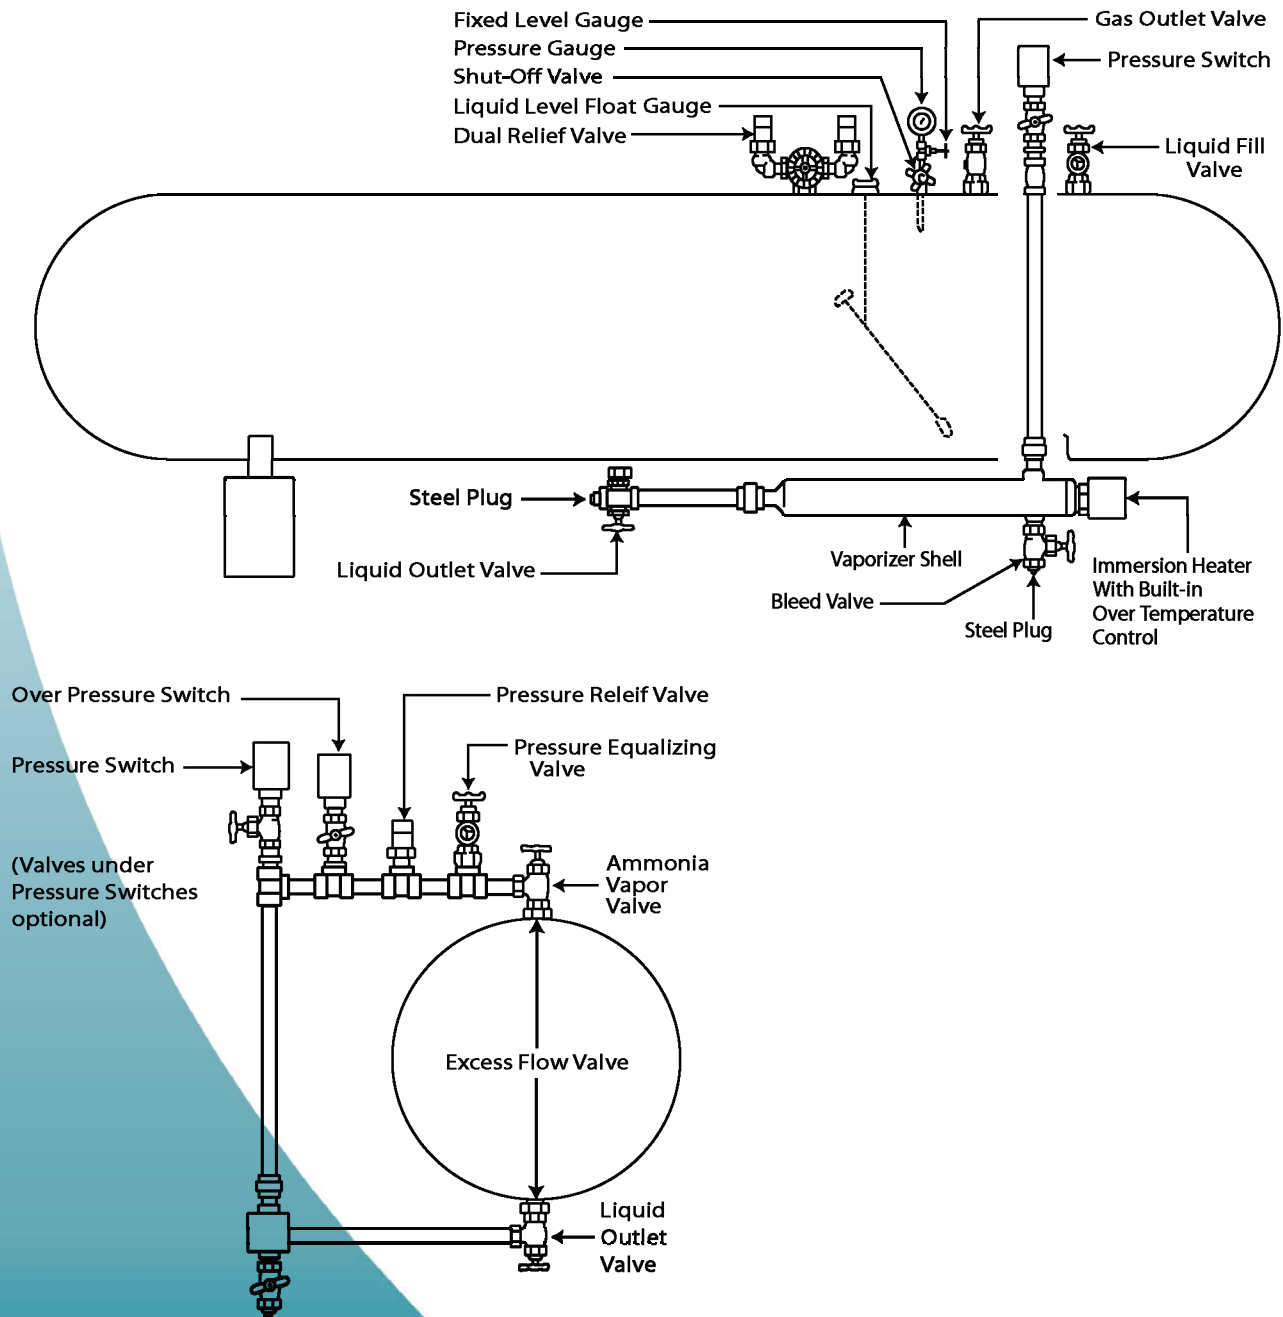 Fixed Level Gauge
Pressure Gauge
Shut-Off Valve
Liquid Level Float Gauge
Dual Relief Valve
Gas Outlet Valve
Pressure Switch
Liquid Fill
Valve
Steel Plug
Liquid Outlet Valve
Vaporizer Shell
Bleed Valve
Steel Plug
Immersion Heater
With Built-in
Over Temperature
Control
Over Pressure Switch
Pressure Releif Valve
Pressure Switch
Pressure Equalizing
Valve
(Valves under
Pressure Switches
optional)
Ammonia
Vapor
Valve
Excess Flow Valve
Liquid
Outlet
Valve